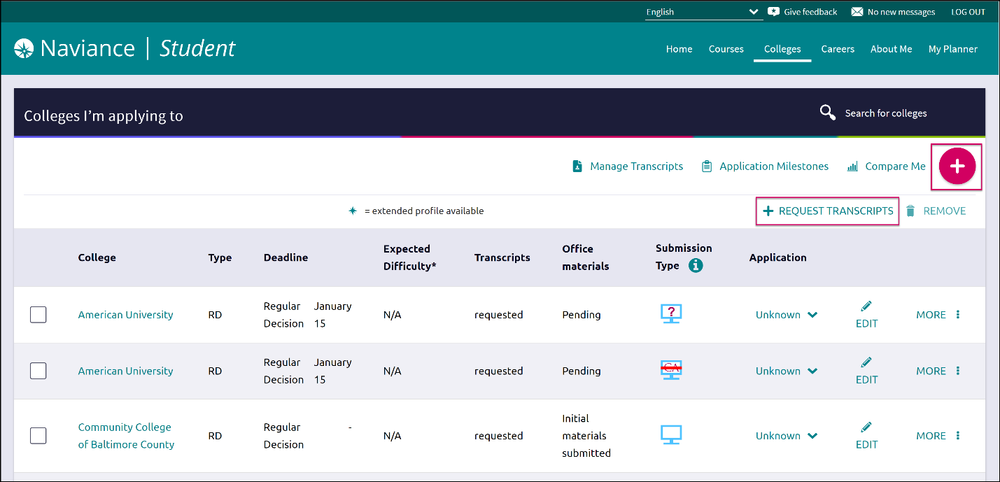 English Give feedback No new messages LOG OUT
Naviance | Student
Home Courses Colleges Careers About Me My Planner
Colleges I'm applying to Search for colleges
Manage Transcripts Application Milestones Compare Me +
= extended profile available + REQUEST TRANSCRIPTS REMOVE
College Type Deadline Expected Difficulty* Transcripts Office materials Submission Type i Application
American University RD Regular Decision January 15 N/A requested Pending ? Unknown EDIT MORE
American University RD Regular Decision January 15 N/A requested Pending CA Unknown EDIT MORE
Community College of Baltimore County RD Regular Decision - N/A requested Initial materials submitted Unknown EDIT MORE